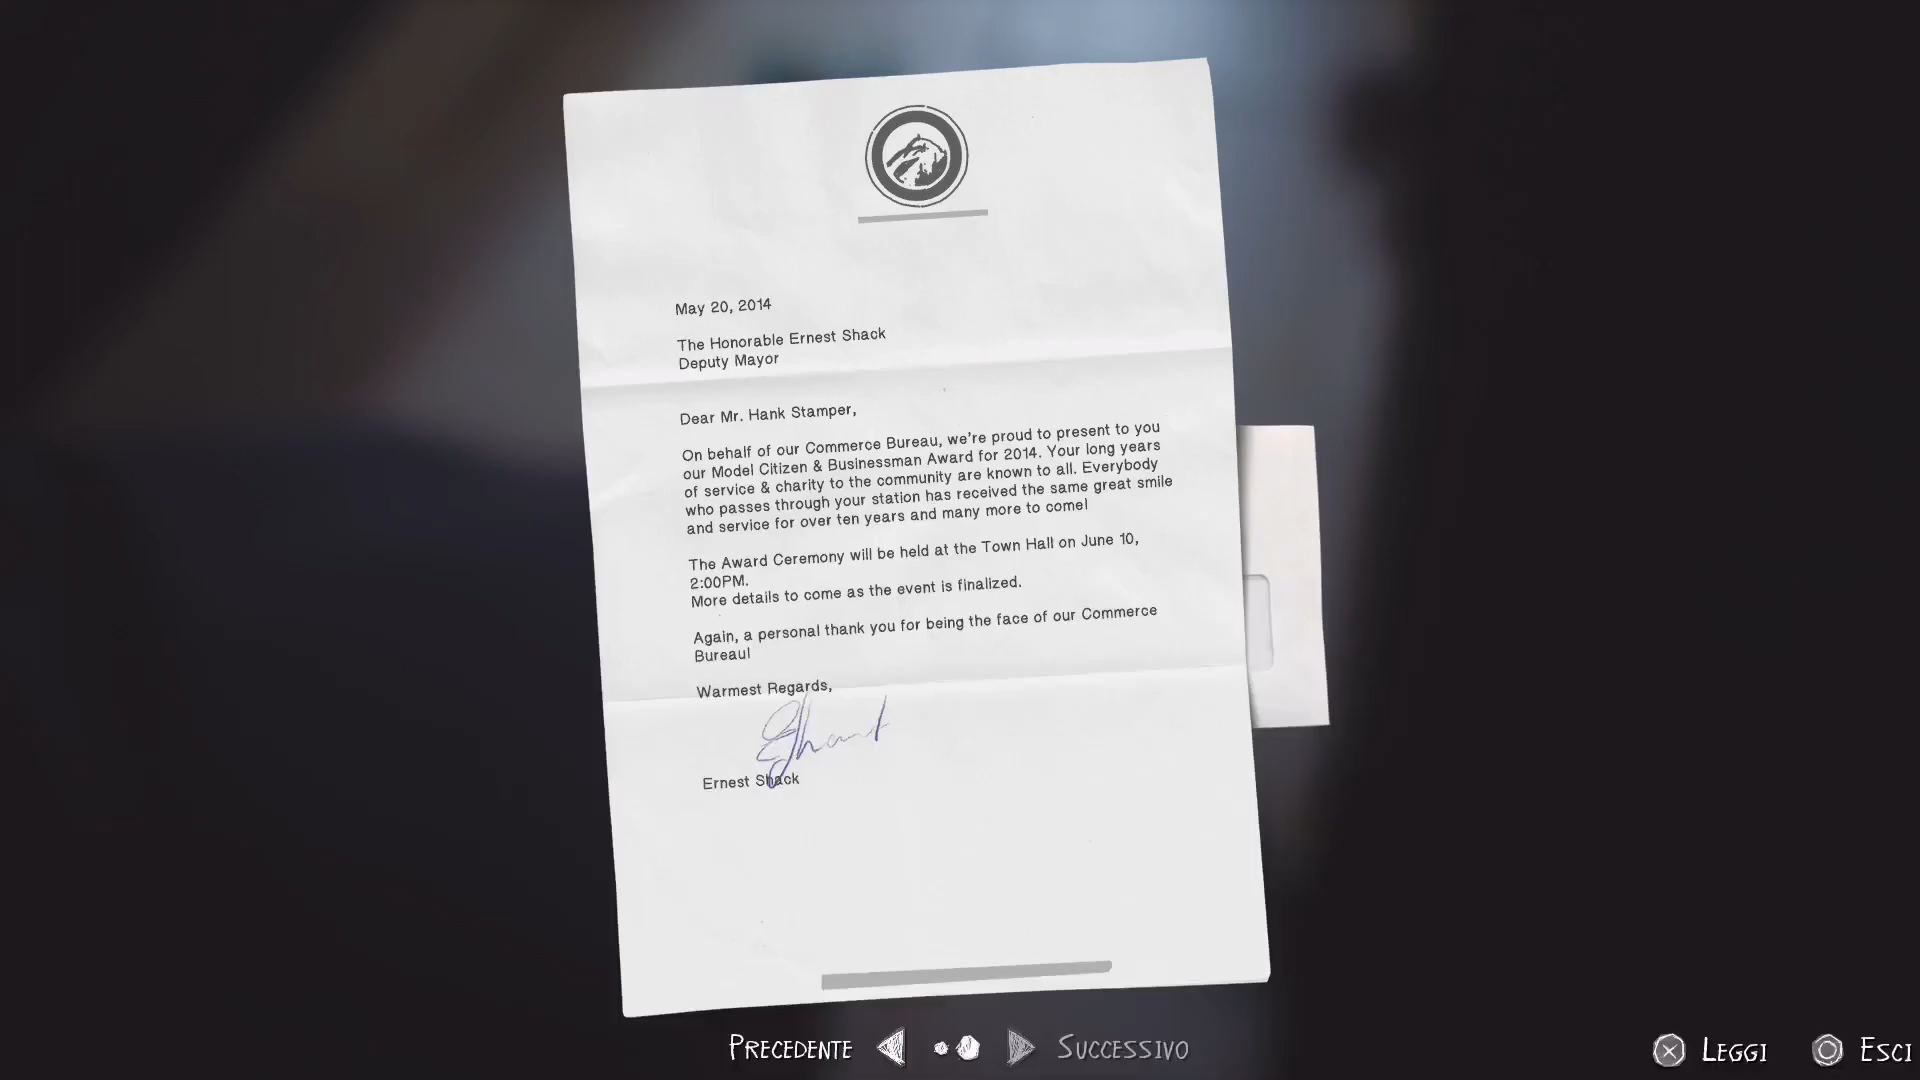 May 20, 2014
The Honorable Ernest Shack
Deputy Mayor
Dear Mr. Hank Stamper,
On behalf of our Commerce Bureau, we're proud to present to you
our Model Citizen & Businessman Award for 2014. Your long years
of service & charity to the community are known to all. Everybody
who passes through your station has received the same great smile
and service for over ten years and many more to come!
The Award Ceremony will be held at the Town Hall on June 10,
2:00PM.
More details to come as the event is finalized.
Again, a personal thank you for being the face of our Commerce
Bureau!
Warmest Regards,
Ernest Shack
PRECEDENTE
SUCCESSIVO
LEGGI
ESCI